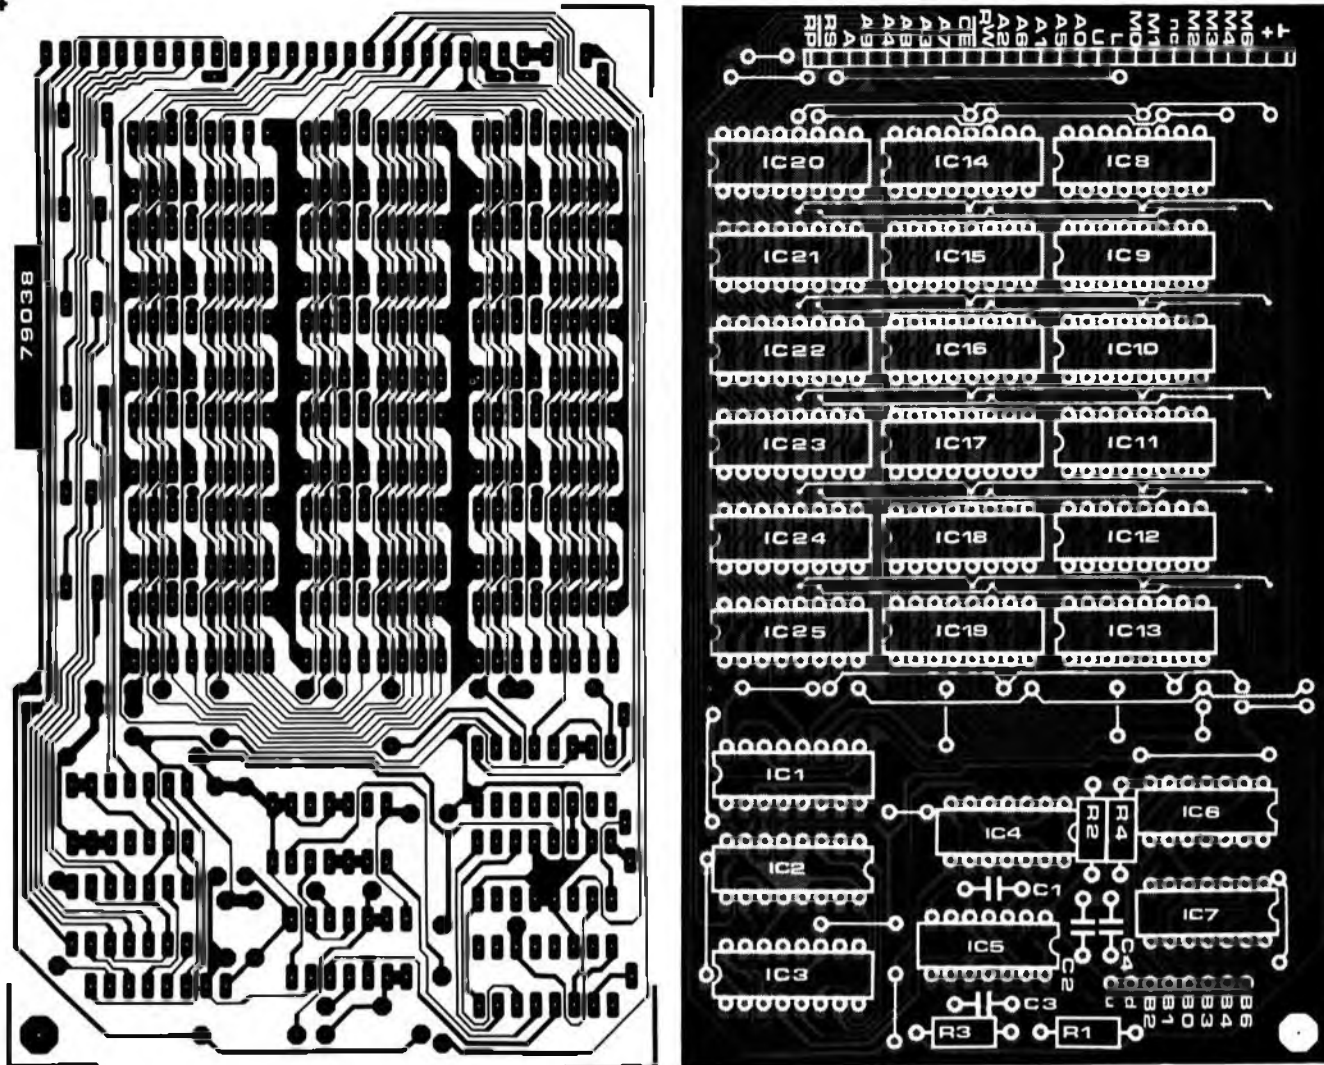 4
79038
RP
RS
A
A9
A4
A8
A3
A7
CE
RW
A2
A6
A1
A5
A0
U
L
M0
M1
nc
M2
M3
M4
M6
+
⊥
IC20 IC14 IC8
IC21 IC15 IC9
IC22 IC16 IC10
IC23 IC17 IC11
IC24 IC18 IC12
IC25 IC19 IC13
IC1
IC4 R2 R4 IC6
IC2
C1
IC7
IC5
C4
IC3
C2
C3
R3 R1
u
d
B2
B1
B0
B3
B4
B6